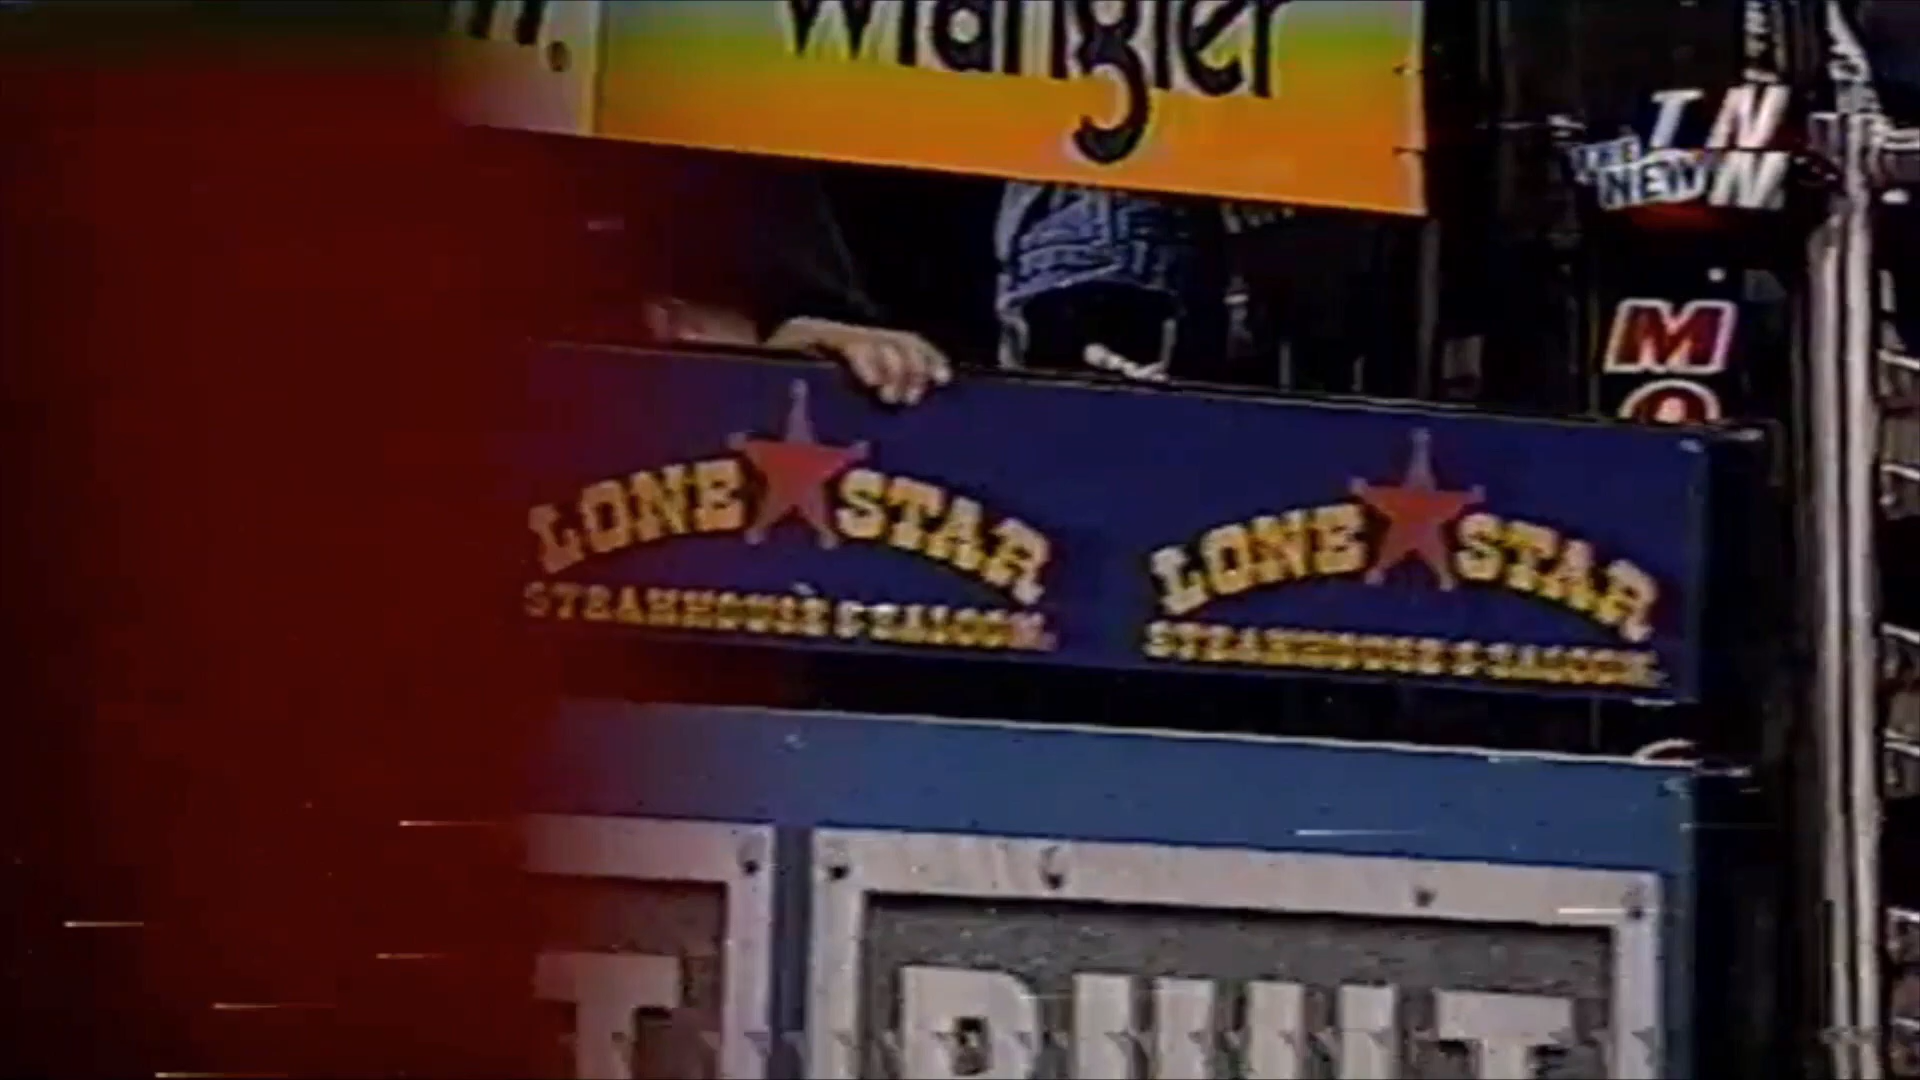 Wrangler
TNN
THE NEW
M
LONE STAR LONE STAR
STEAKHOUSE & SALOON. STEAKHOUSE & SALOON.